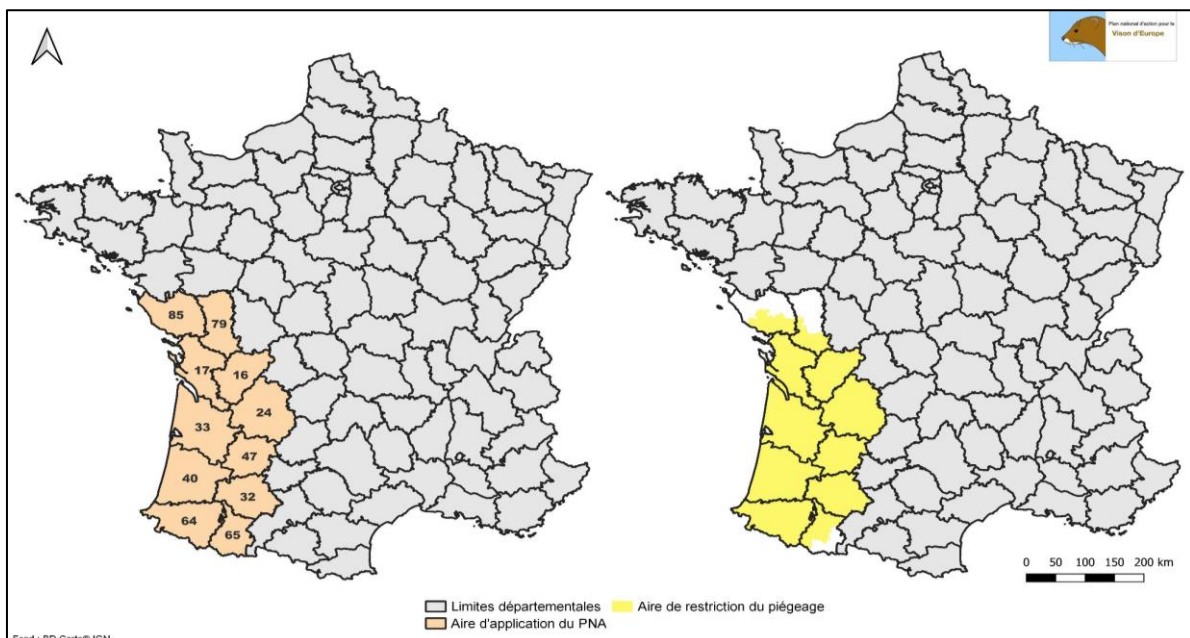 Plan national d'action pour le
Vison d'Europe
85
79
17
16
24
33
47
40
32
64
65
0 50 100 150 200 km
Limites départementales
Aire de restriction du piégeage
Aire d'application du PNA